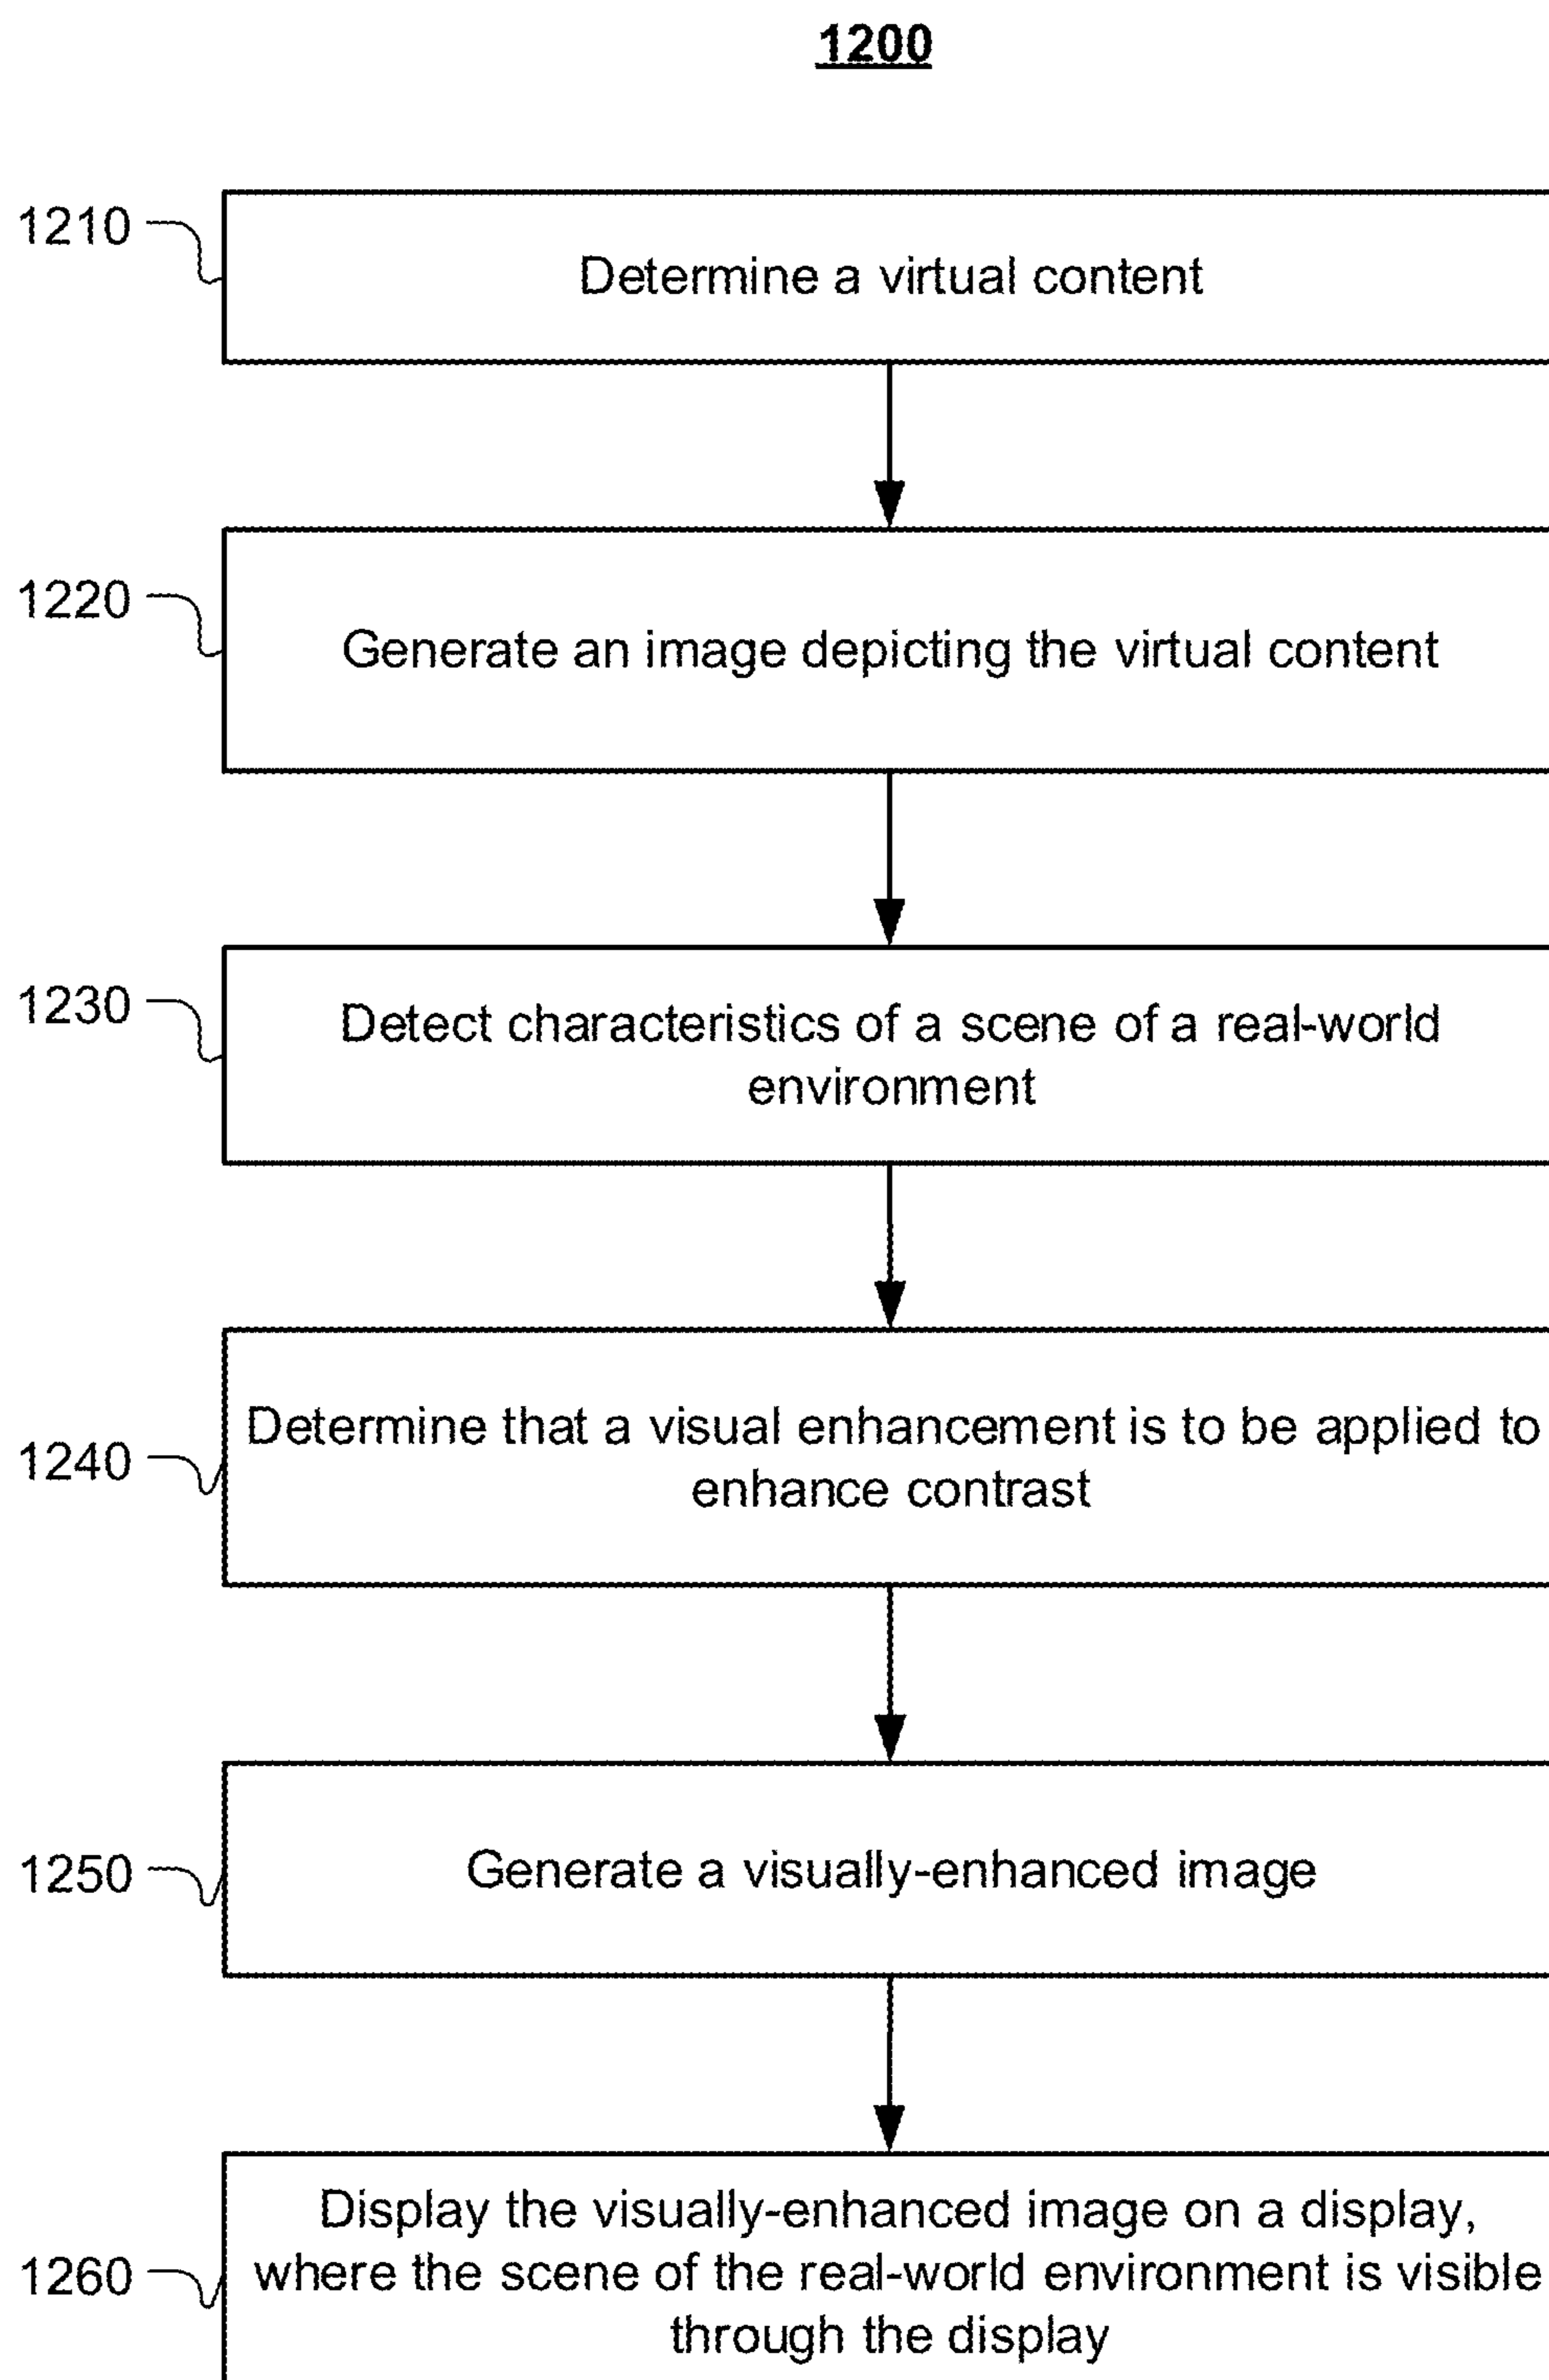 1200
1210
Determine a virtual content
1220
Generate an image depicting the virtual content
1230
Detect characteristics of a scene of a real-world
environment
1240
Determine that a visual enhancement is to be applied to
enhance contrast
1250
Generate a visually-enhanced image
1260
Display the visually-enhanced image on a display,
where the scene of the real-world environment is visible
through the display